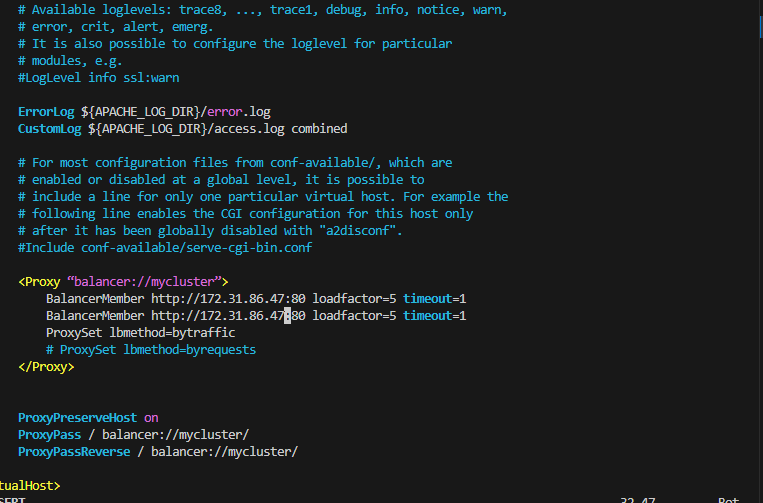 # Available loglevels: trace8, ..., trace1, debug, info, notice, warn,
# error, crit, alert, emerg.
# It is also possible to configure the loglevel for particular
# modules, e.g.
#LogLevel info ssl:warn
ErrorLog ${APACHE_LOG_DIR}/error.log
CustomLog ${APACHE_LOG_DIR}/access.log combined
# For most configuration files from conf-available/, which are
# enabled or disabled at a global level, it is possible to
# include a line for only one particular virtual host. For example the
# following line enables the CGI configuration for this host only
# after it has been globally disabled with "a2disconf".
#Include conf-available/serve-cgi-bin.conf
<Proxy “balancer://mycluster”>
BalancerMember http://172.31.86.47:80 loadfactor=5 timeout=1
BalancerMember http://172.31.86.47:80 loadfactor=5 timeout=1
ProxySet lbmethod=bytraffic
# ProxySet lbmethod=byrequests
</Proxy>
ProxyPreserveHost on
ProxyPass / balancer://mycluster/
ProxyPassReverse / balancer://mycluster/
tualHost>
SERT 32,47 Bot